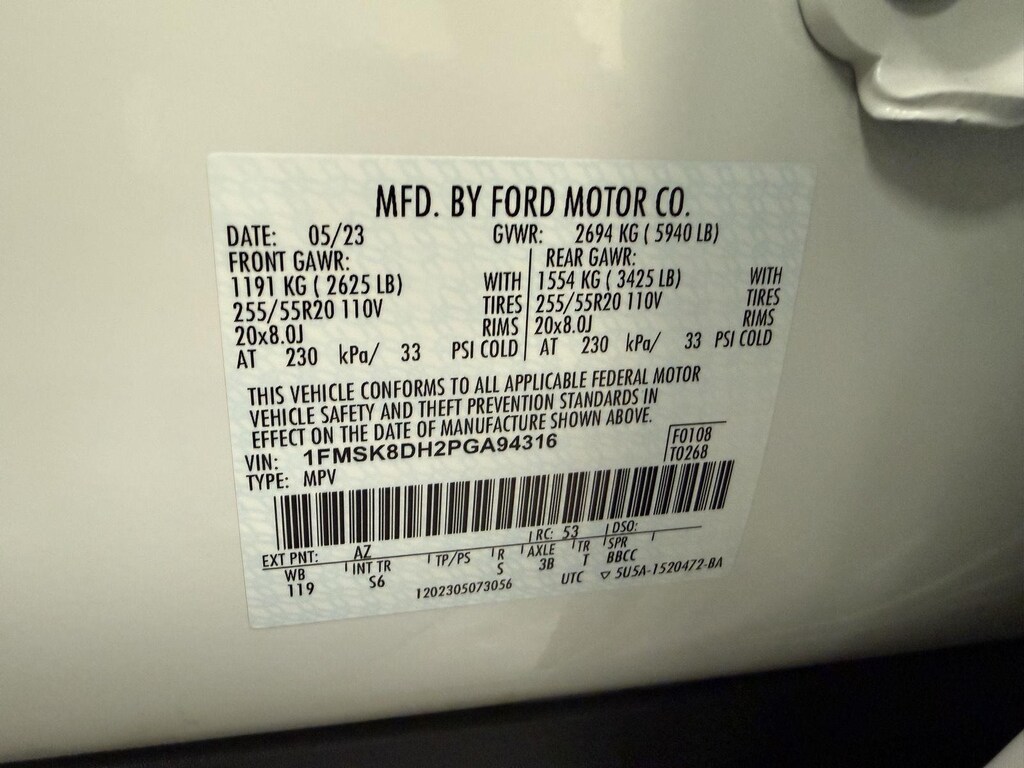 MFD. BY FORD MOTOR CO.
DATE: 05/23 GVWR: 2694 KG ( 5940 LB)
FRONT GAWR: REAR GAWR:
1191 KG ( 2625 LB) WITH 1554 KG ( 3425 LB) WITH
255/55R20 110V TIRES 255/55R20 110V TIRES
20x8.0J RIMS 20x8.0J RIMS
AT 230 kPa/ 33 PSI COLD AT 230 kPa/ 33 PSI COLD
THIS VEHICLE CONFORMS TO ALL APPLICABLE FEDERAL MOTOR
VEHICLE SAFETY AND THEFT PREVENTION STANDARDS IN
EFFECT ON THE DATE OF MANUFACTURE SHOWN ABOVE.
VIN: 1FMSK8DH2PGA94316 F0108
TYPE: MPV T0268
EXT PNT: AZ RC: 53 DSO:
WB INT TR TP/PS R AXLE TR SPR
119 S6 S 3B T BBCC
1202305073056 UTC ▽ 5U5A-1520472-BA